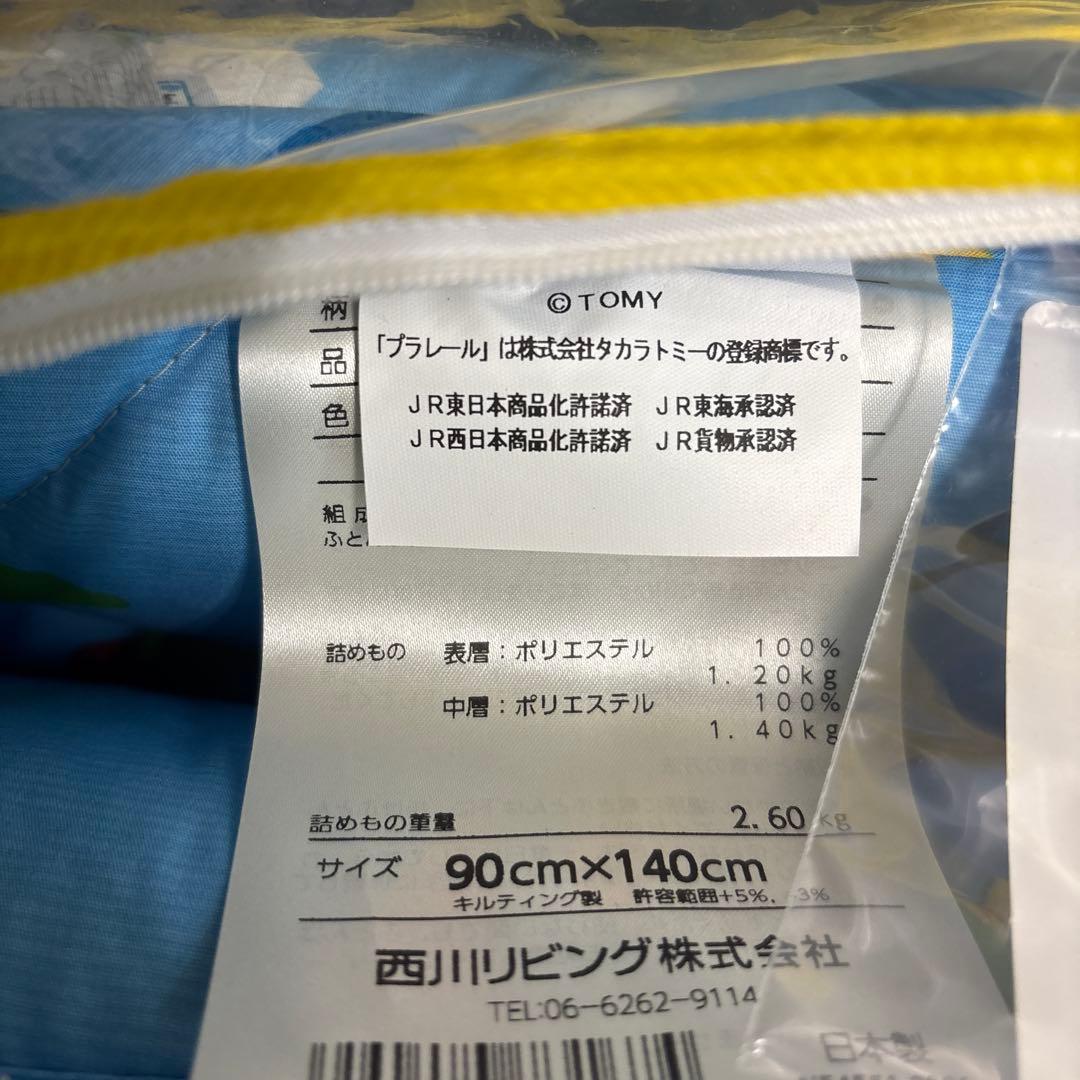 ©TOMY
「プラレール」は株式会社タカラトミーの登録商標です。
JR東日本商品化許諾済 JR東海承認済
JR西日本商品化許諾済 JR貨物承認済
柄
品
色
組成
ふと
詰めもの 表層：ポリエステル 100%
1.20kg
中層：ポリエステル 100%
1.40kg
詰めもの重量 2.60kg
サイズ 90cm×140cm
キルティング製 許容範囲+5%, -3%
西川リビング株式会社
TEL:06-6262-9114
日本製